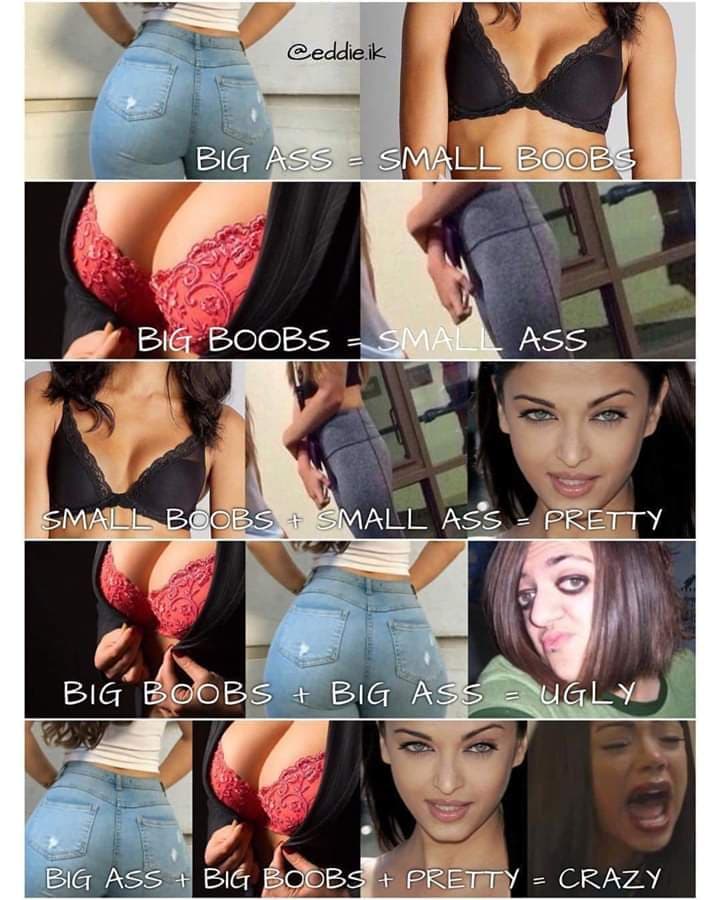 @eddie.ik
BIG ASS = SMALL BOOBS
BIG BOOBS = SMALL ASS
SMALL BOOBS + SMALL ASS = PRETTY
BIG BOOBS + BIG ASS = UGLY
BIG ASS + BIG BOOBS + PRETTY = CRAZY